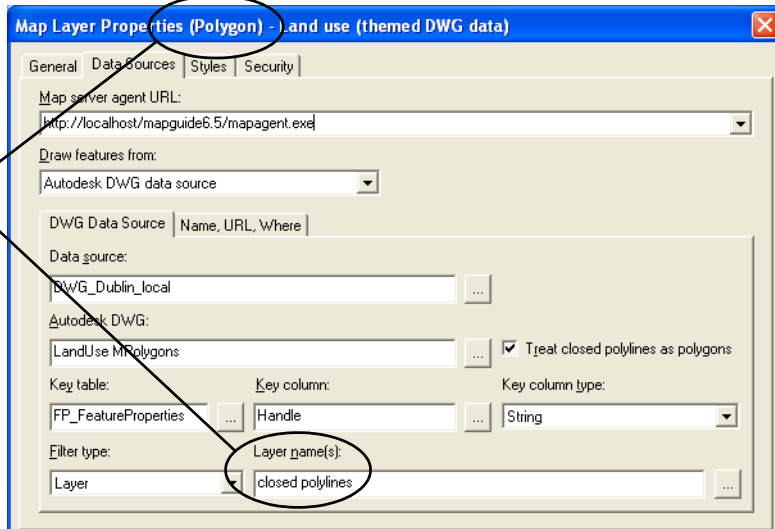 Map Layer Properties (Polygon) - Land use (themed DWG data)
General Data Sources Styles Security
Map server agent URL:
http://localhost/mapguide6.5/mapagent.exe
Draw features from:
Autodesk DWG data source
DWG Data Source Name, URL, Where
Data source:
DWG_Dublin_local ...
Autodesk DWG:
LandUse MPolygons ... Treat closed polylines as polygons
Key table: Key column: Key column type:
FP_FeatureProperties ... Handle ... String
Filter type: Layer name(s):
Layer closed polylines ...